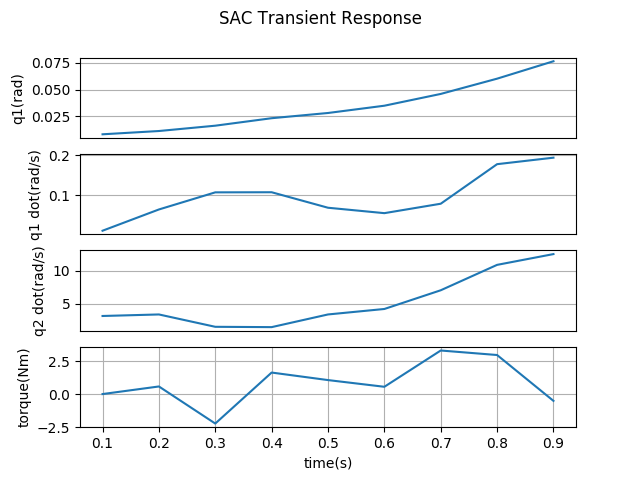 SAC Transient Response
q1(rad)
0.075
0.050
0.025
q1 dot(rad/s)
0.2
0.1
q2 dot(rad/s)
10
5
torque(Nm)
2.5
0.0
−2.5
0.1 0.2 0.3 0.4 0.5 0.6 0.7 0.8 0.9
time(s)